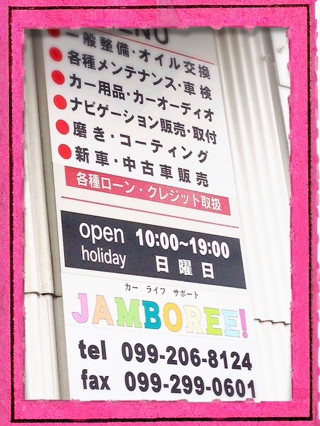 MENU
一般整備・オイル交換
各種メンテナンス・車検
カー用品・カーオーディオ
ナビゲーション販売・取付
磨き・コーティング
新車・中古車販売
各種ローン・クレジット取扱
open 10:00~19:00
holiday 日曜日
カー ライフ サポート
JAMBOREE!
tel 099-206-8124
fax 099-299-0601